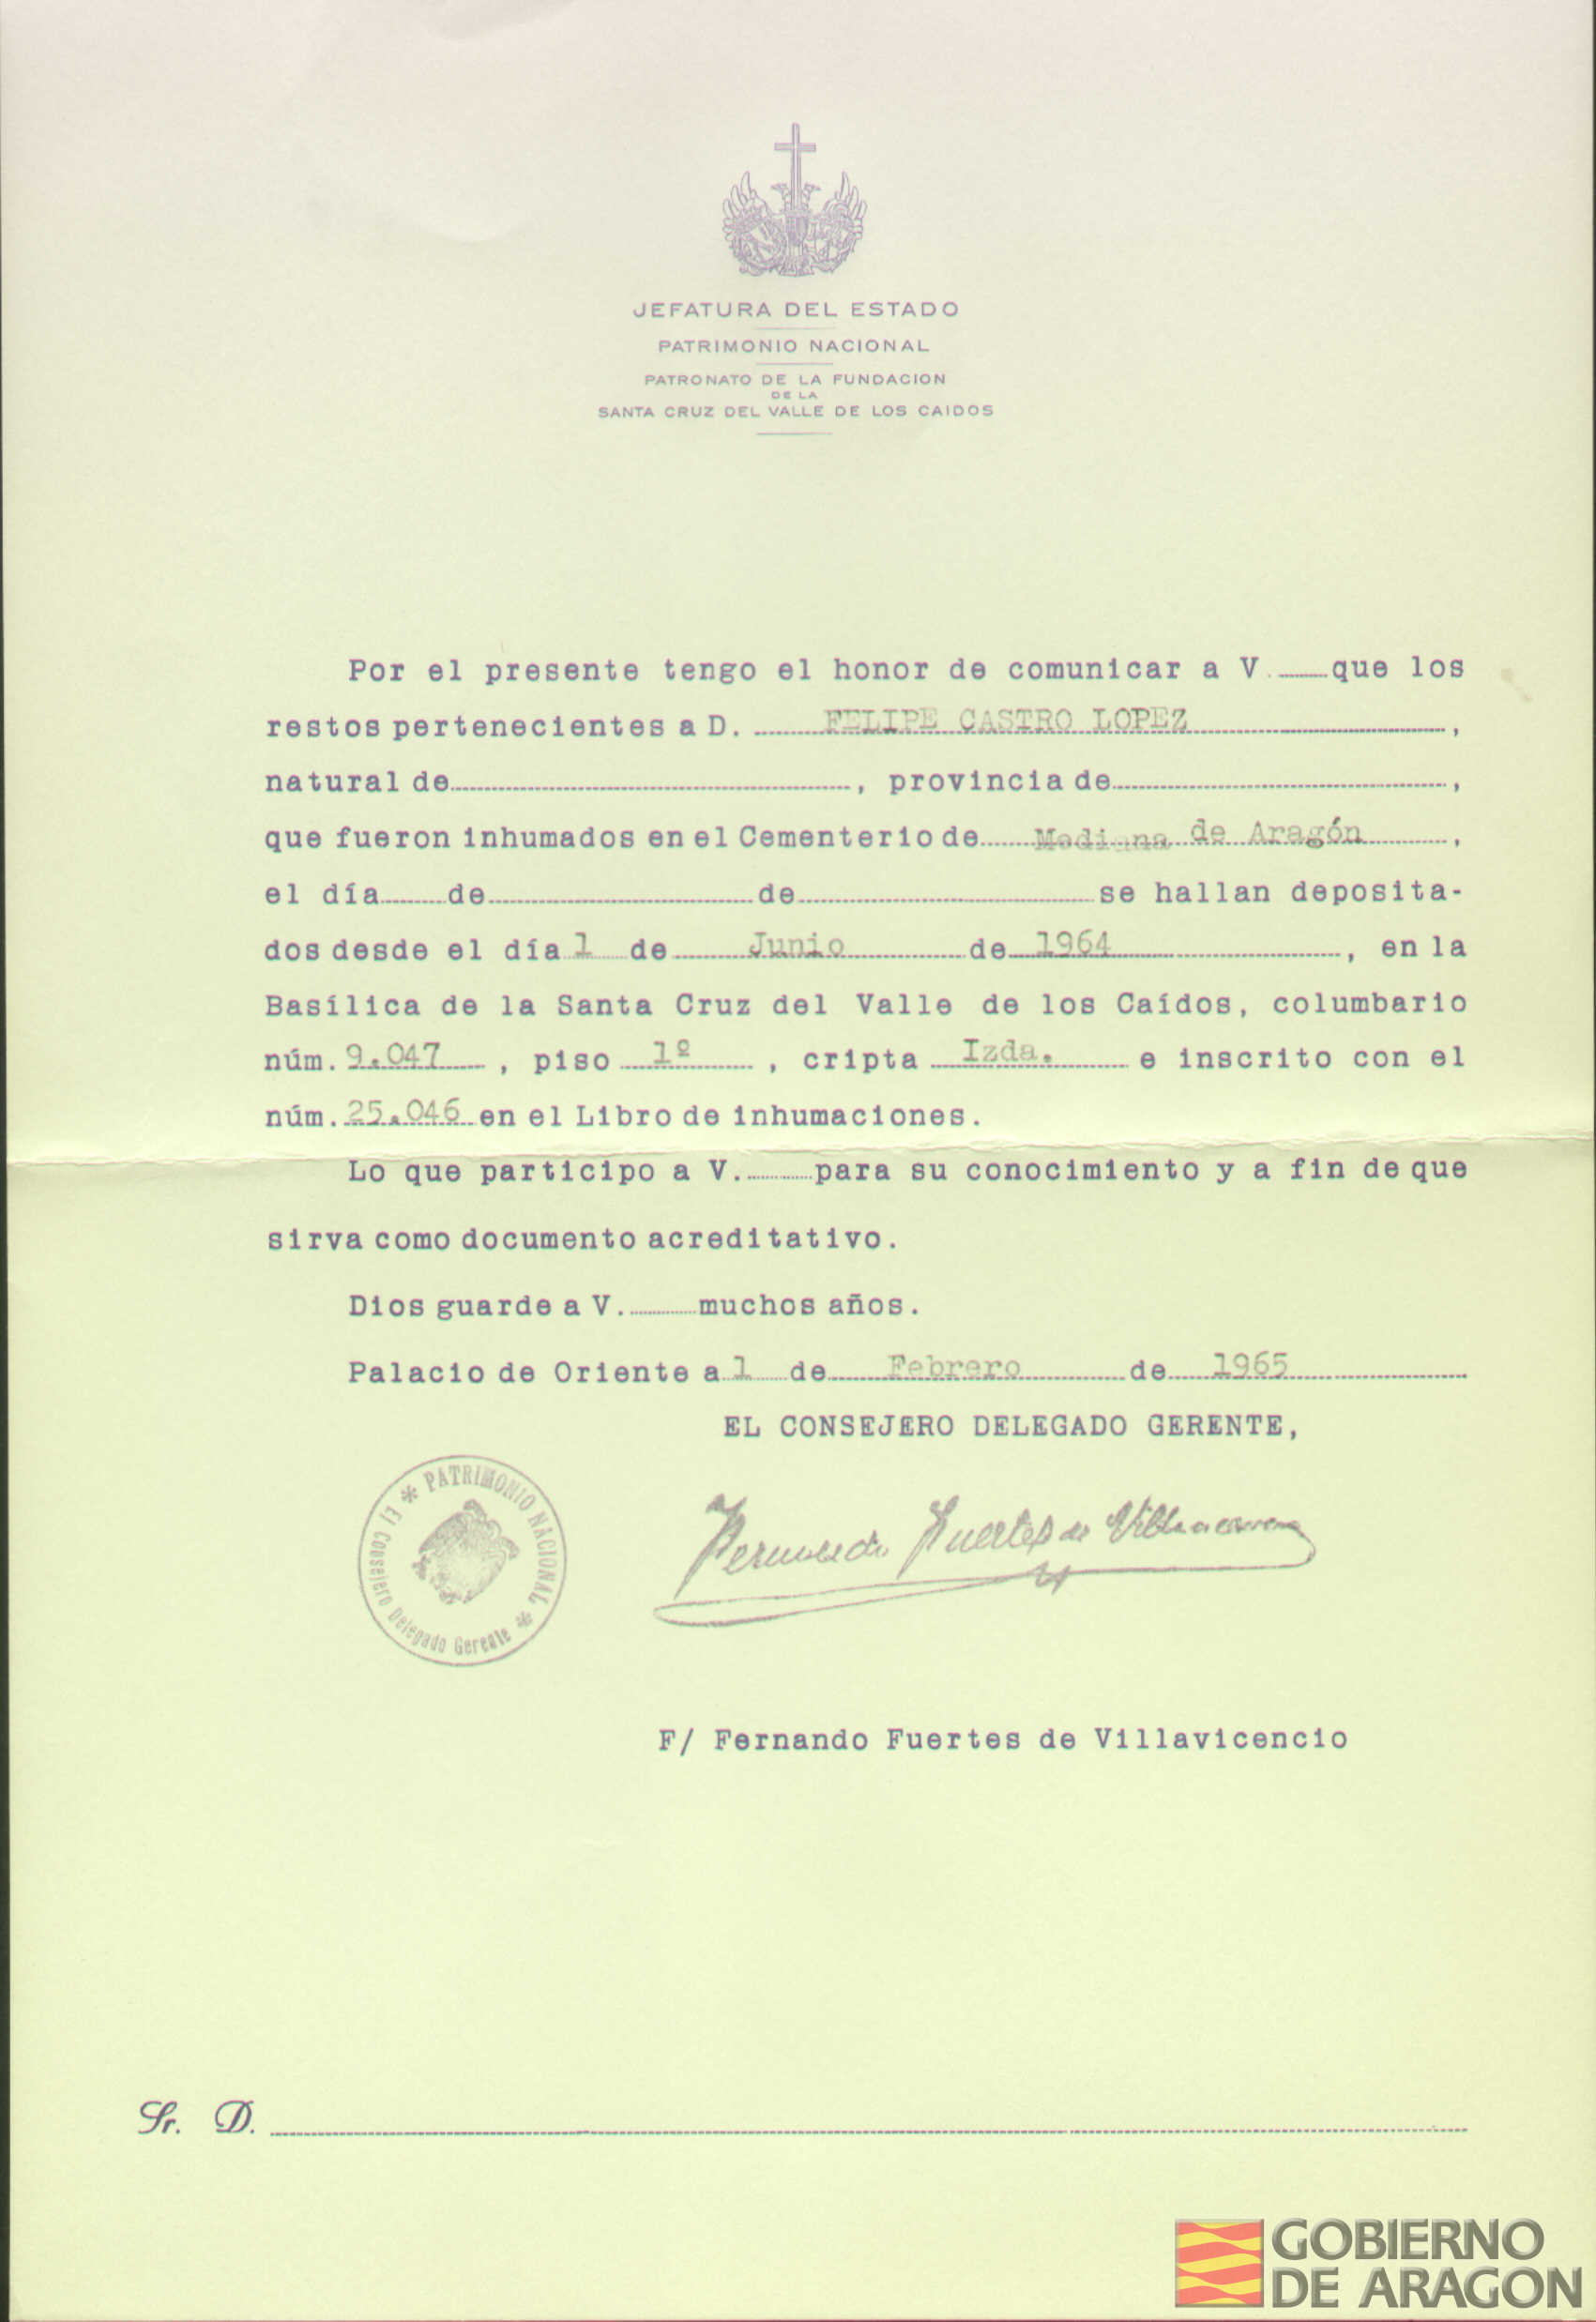 JEFATURA DEL ESTADO
PATRIMONIO NACIONAL
PATRONATO DE LA FUNDACION
DE LA
SANTA CRUZ DEL VALLE DE LOS CAIDOS
Por el presente tengo el honor de comunicar a V. que los
restos pertenecientes a D. FELIPE CASTRO LOPEZ,
natural de, provincia de,
que fueron inhumados en el Cementerio de Mediana de Aragón,
el día de de se hallan deposita-
dos desde el día 1 de Junio de 1964, en la
Basílica de la Santa Cruz del Valle de los Caídos, columbario
núm. 9.047, piso 1º, cripta Izda. e inscrito con el
núm. 25.046 en el Libro de inhumaciones.
Lo que participo a V. para su conocimiento y a fin de que
sirva como documento acreditativo.
Dios guarde a V. muchos años.
Palacio de Oriente a 1 de Febrero de 1965
EL CONSEJERO DELEGADO GERENTE,
* PATRIMONIO NACIONAL *
El Consejero Delegado Gerente
Fernando Fuertes de Villavicencio
F/ Fernando Fuertes de Villavicencio
Sr. D.
GOBIERNO
DE ARAGON